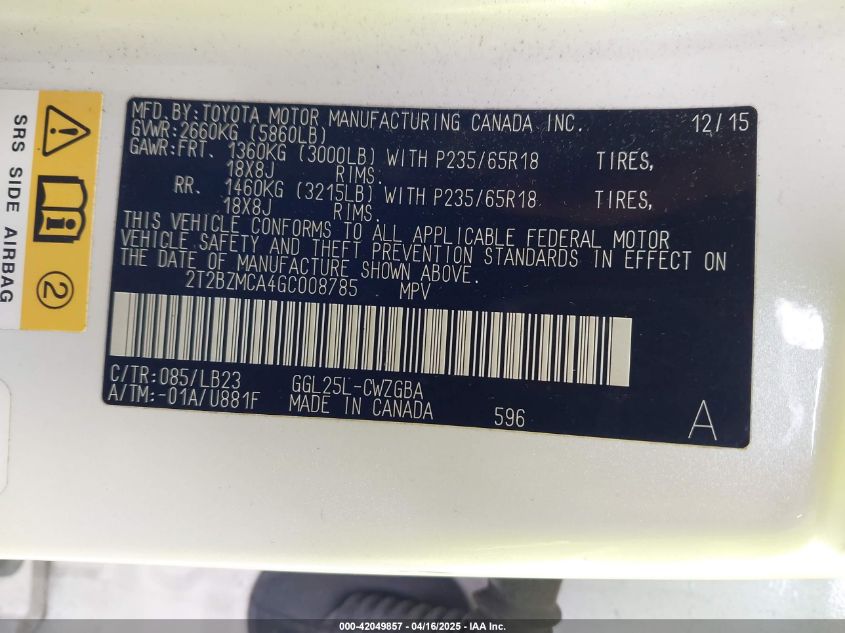 MFD.BY:TOYOTA MOTOR MANUFACTURING CANADA INC. 12/15
GVWR:2660KG (5860LB)
GAWR:FRT. 1360KG (3000LB) WITH P235/65R18 TIRES,
18X8J RIMS.
RR. 1460KG (3215LB) WITH P235/65R18 TIRES,
18X8J RIMS.
THIS VEHICLE CONFORMS TO ALL APPLICABLE FEDERAL MOTOR
VEHICLE SAFETY AND THEFT PREVENTION STANDARDS IN EFFECT ON
THE DATE OF MANUFACTURE SHOWN ABOVE.
2T2BZMCA4GC008785 MPV
C/TR:085/LB23 GGL25L-CWZGBA
A/TM:-01A/U881F MADE IN CANADA 596 A
SRS SIDE AIRBAG
2
000-42049857 - 04/16/2025 - IAA Inc.